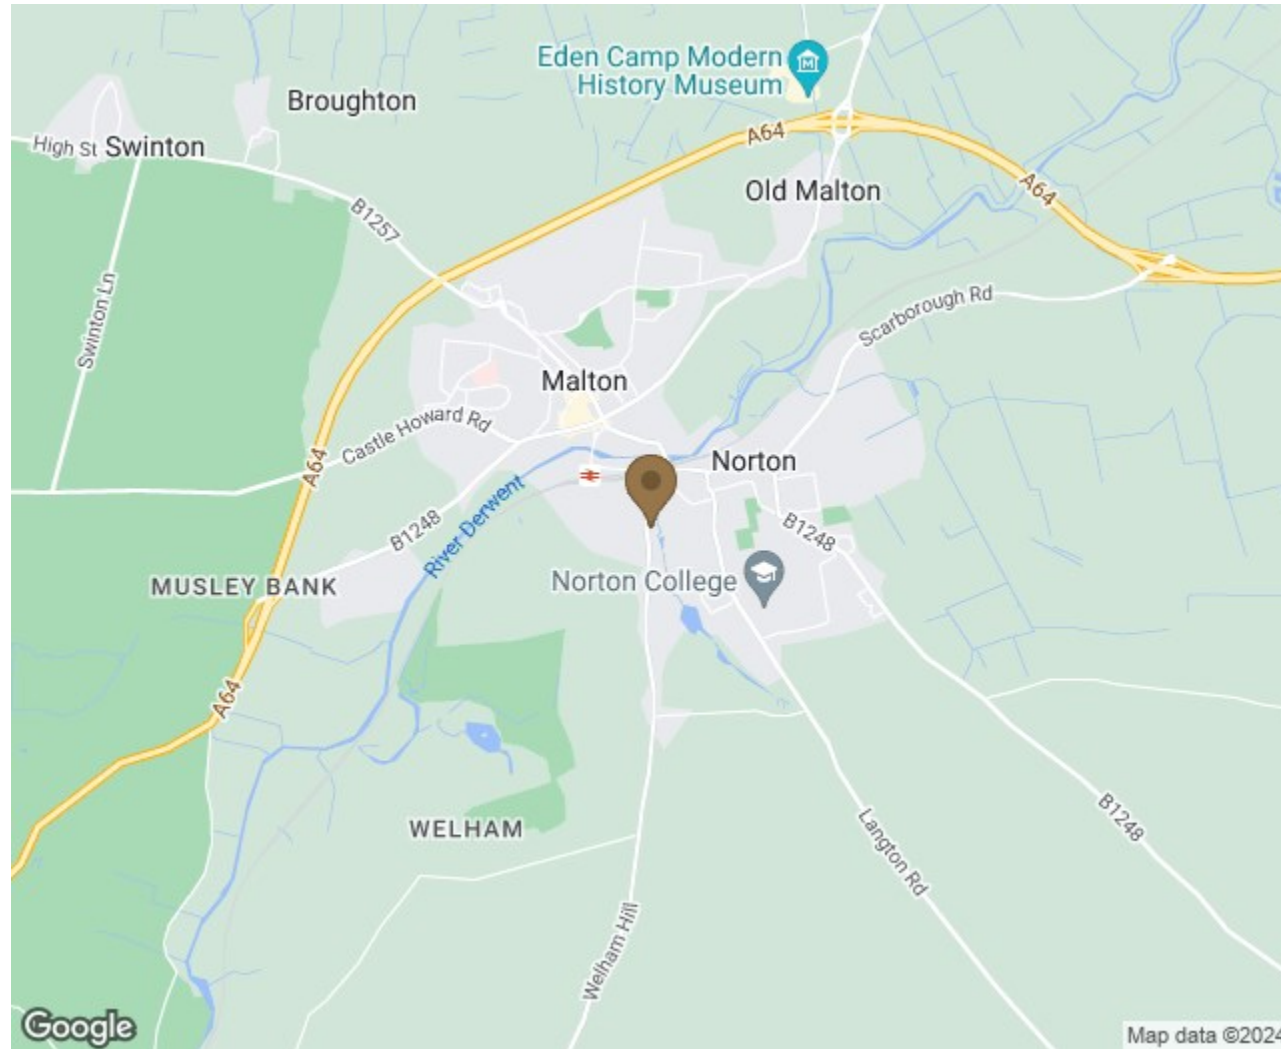 Eden Camp Modern
History Museum
Broughton
High St
Swinton
A64
Old Malton
A64
B1257
Swinton Ln
Scarborough Rd
Malton
Castle Howard Rd
A64
Norton
River Derwent
B1248
B1248
MUSLEY BANK
Norton College
A64
WELHAM
B1248
Langton Rd
Welham Hill
Google
Map data ©2024